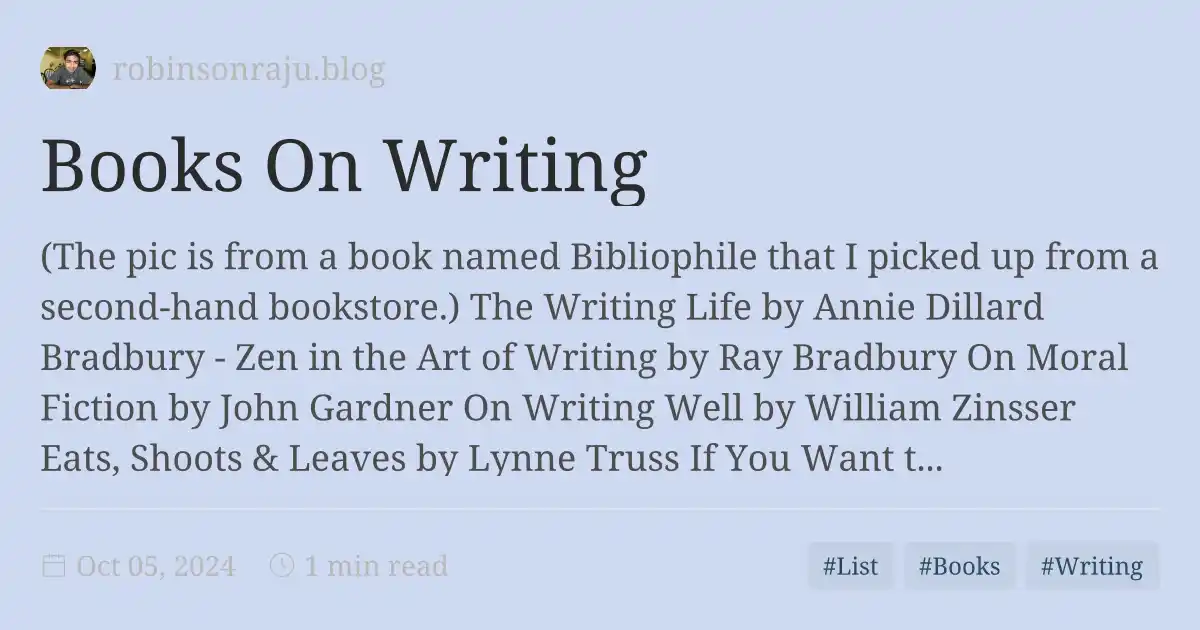 robinsonraju.blog
Books On Writing
(The pic is from a book named Bibliophile that I picked up from a
second-hand bookstore.) The Writing Life by Annie Dillard
Bradbury - Zen in the Art of Writing by Ray Bradbury On Moral
Fiction by John Gardner On Writing Well by William Zinsser
Eats, Shoots & Leaves by Lynne Truss If You Want t...
Oct 05, 2024 1 min read #List #Books #Writing